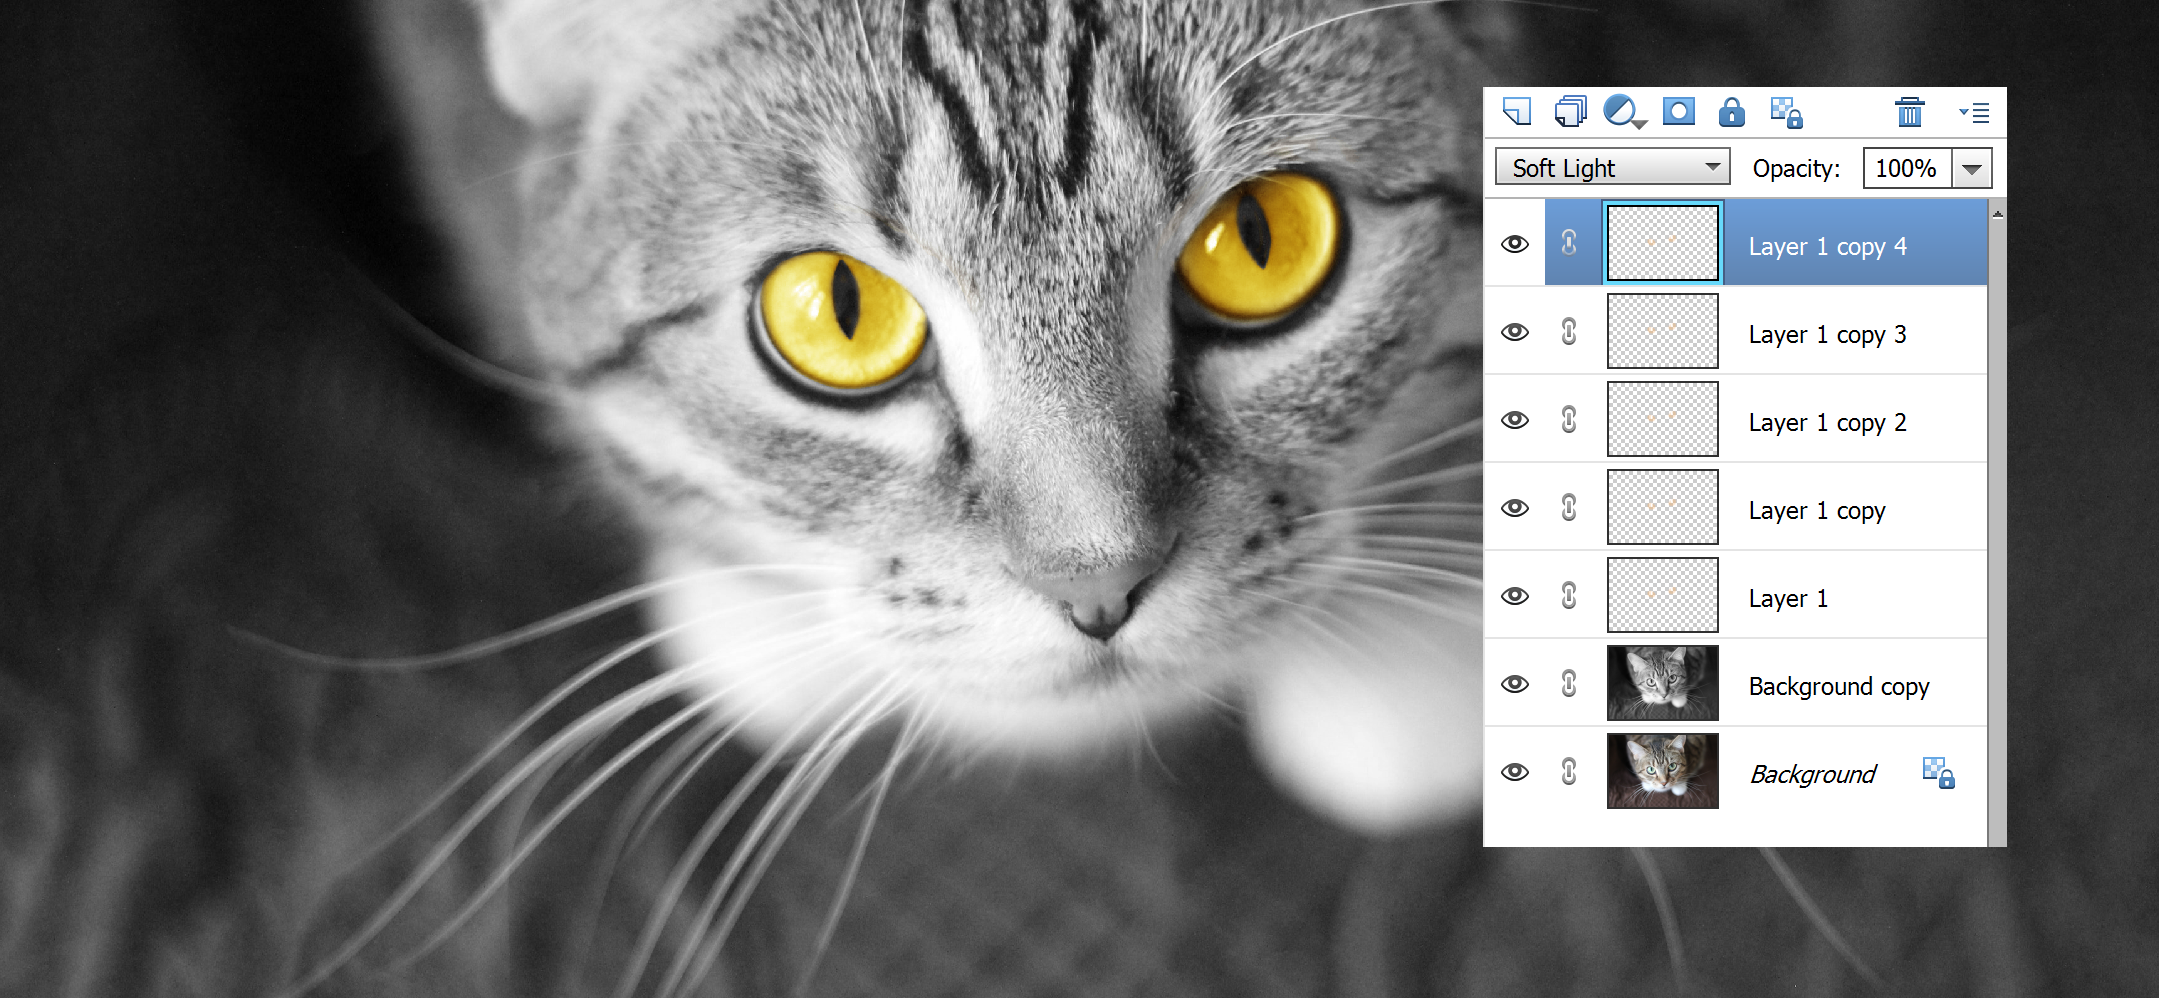 Soft Light Opacity: 100%
Layer 1 copy 4
Layer 1 copy 3
Layer 1 copy 2
Layer 1 copy
Layer 1
Background copy
Background